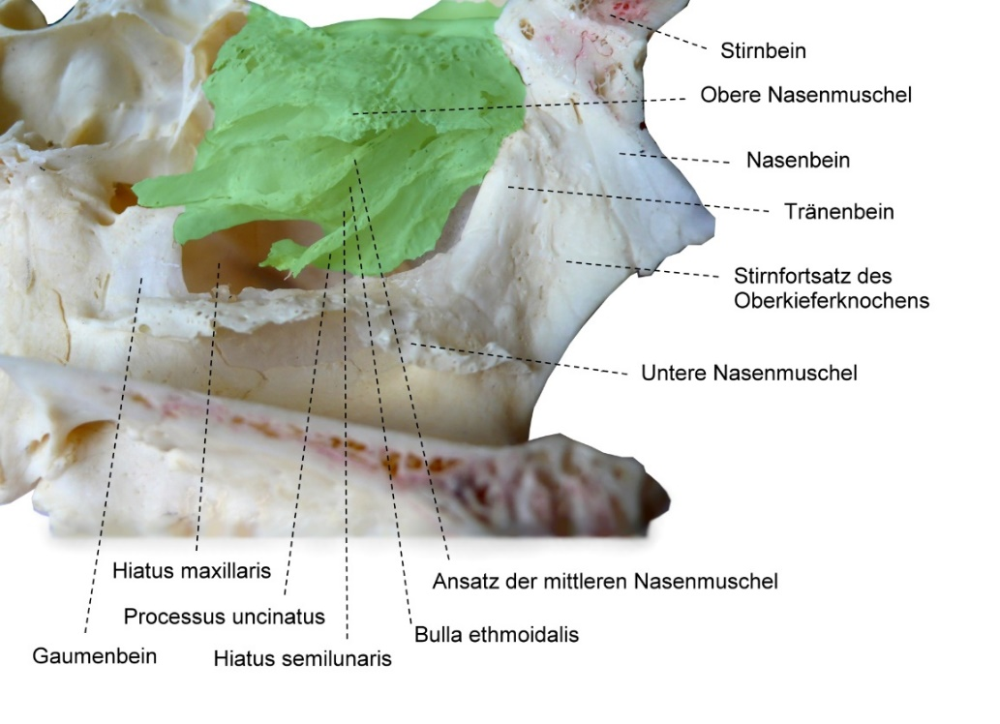 Stirnbein
Obere Nasenmuschel
Nasenbein
Tränenbein
Stirnfortsatz des
Oberkieferknochens
Untere Nasenmuschel
Hiatus maxillaris
Ansatz der mittleren Nasenmuschel
Processus uncinatus
Bulla ethmoidalis
Gaumenbein
Hiatus semilunaris